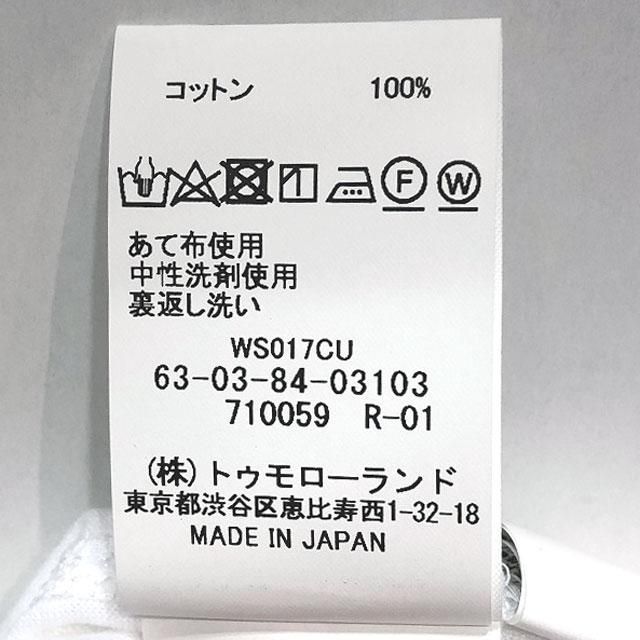 コットン 100%
F W
あて布使用
中性洗剤使用
裏返し洗い
WS017CU
63-03-84-03103
710059 R-01
(株)トゥモローランド
東京都渋谷区恵比寿西1-32-18
MADE IN JAPAN